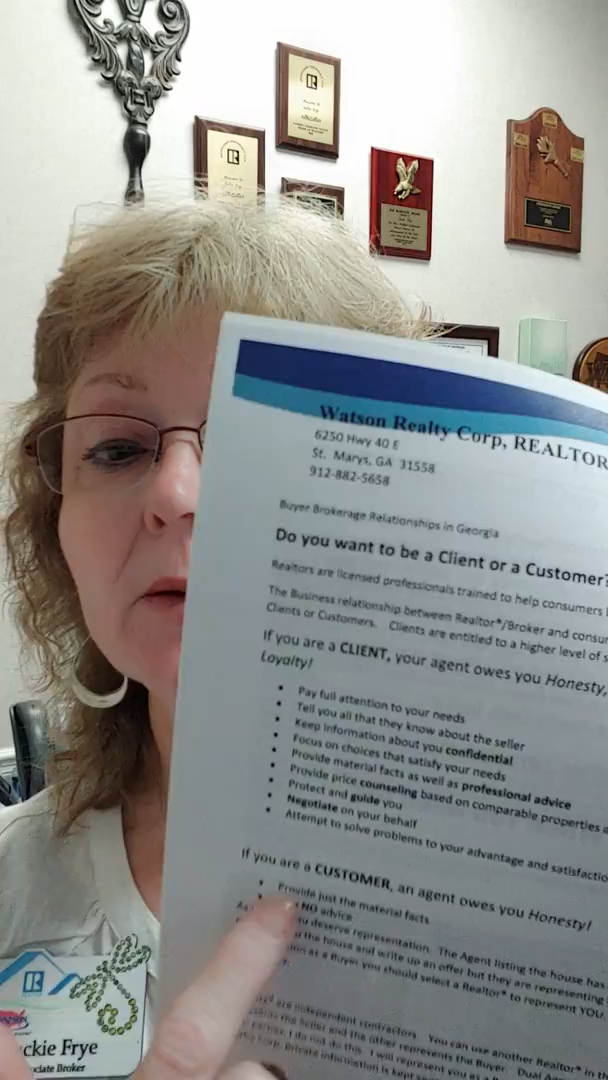 Watson Realty Corp, REALTOR
6250 Hwy 40 E
St. Marys, GA 31558
912-882-5658
Buyer Brokerage Relationships in Georgia
Do you want to be a Client or a Customer?
Realtors are licensed professionals trained to help consumers
The Business relationship between Realtor®/Broker and consu
Clients or Customers. Clients are entitled to a higher level of s
If you are a CLIENT, your agent owes you Honesty,
Loyalty!
• Pay full attention to your needs
• Tell you all that they know about the seller
• Keep information about you confidential
• Focus on choices that satisfy your needs
• Provide material facts as well as professional advice
• Provide price counseling based on comparable properties a
• Protect and guide you
• Negotiate on your behalf
• Attempt to solve problems to your advantage and satisfactio
If you are a CUSTOMER, an agent owes you Honesty!
• Provide just the material facts
NO advice
you deserve representation. The Agent listing the house has
u the house and write up an offer but they are representing
as a Buyer you should select a Realtor® to represent YOU
are independent contractors. You can use another Realtor® in th
the Seller and the other represents the Buyer. Dual Ag
I do not do this. I will represent you as a B
Corp. Private information is kept
R
ckie Frye
ociate Broker